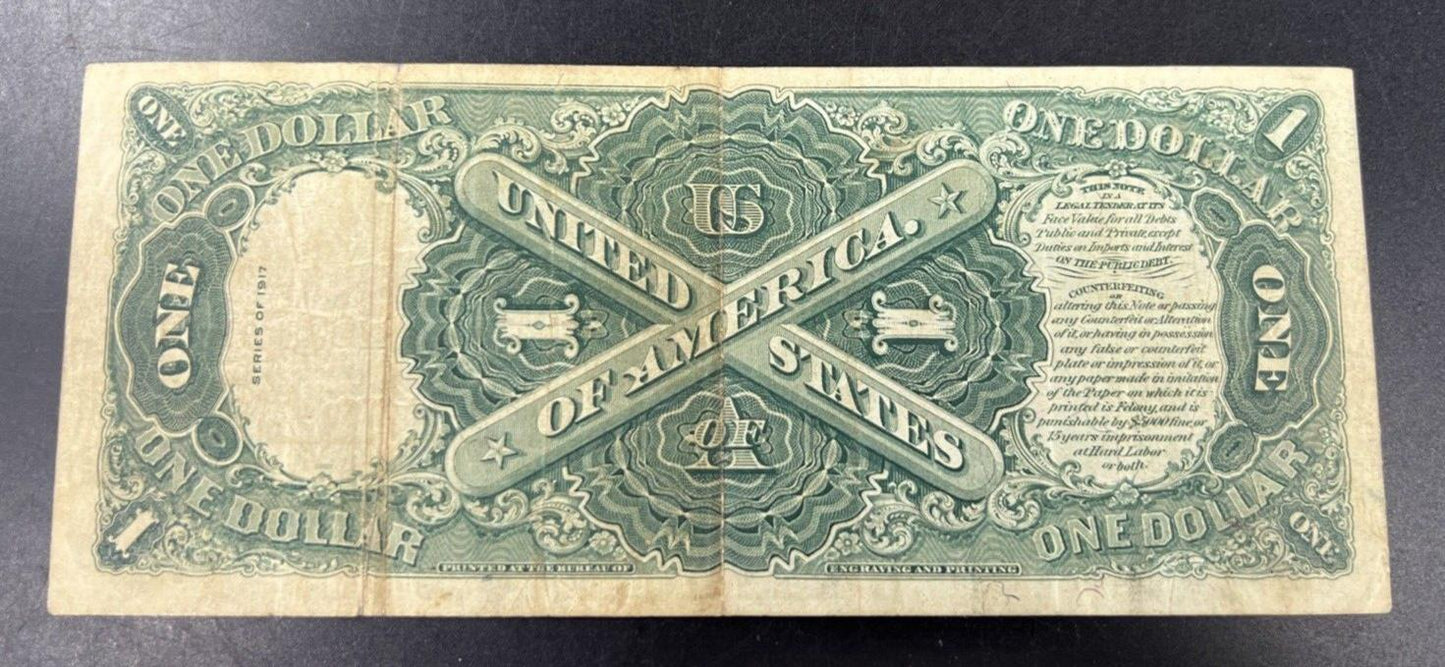 ONE
ONE DOLLAR
ONE DOLLAR
1
US
UNITED
STATES
OF AMERICA.
1
1
OF
A
ONE
SERIES OF 1917
THIS NOTE
IS A
LEGAL TENDER AT ITS
Face Value for all Debts
Public and Private, except
Duties on Imports and Interest
ON THE PUBLIC DEBT.
COUNTERFEITING
or
altering this Note or passing
any Counterfeit or Alteration
of it, or having in possession
any false or counterfeit
plate or impression of it, or
any paper made in imitation
of the Paper on which it is
printed is Felony, and is
punishable by $5000 fine, or
15 years imprisonment
at Hard Labor
or both.
ONE
ONE DOLLAR
1
PRINTED AT THE BUREAU OF
ENGRAVING AND PRINTING
ONE DOLLAR
ONE